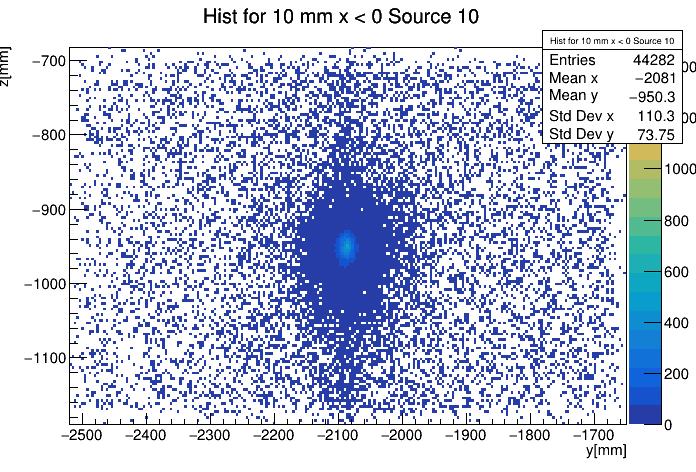 Hist for 10 mm x < 0 Source 10
Hist for 10 mm x < 0 Source 10
Entries 44282
Mean x −2081
Mean y −950.3
Std Dev x 110.3
Std Dev y 73.75
z[mm]
−700
−800
−900
−1000
−1100
1000
800
600
400
200
0
−2500 −2400 −2300 −2200 −2100 −2000 −1900 −1800 −1700
y[mm]